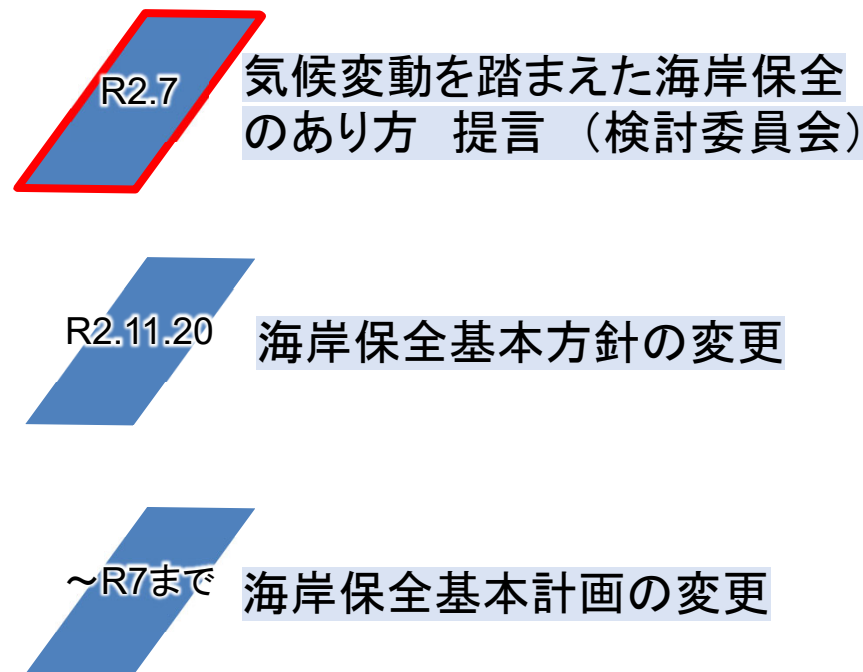 R2.7
気候変動を踏まえた海岸保全
のあり方　提言　（検討委員会）
R2.11.20
海岸保全基本方針の変更
～R7まで
海岸保全基本計画の変更